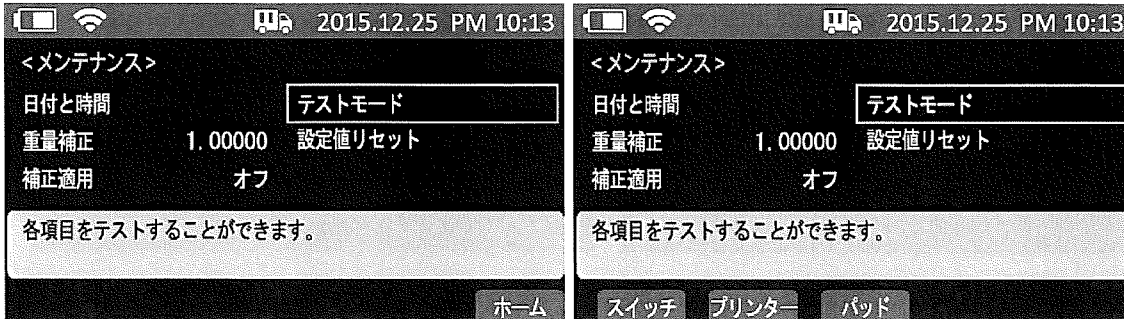 2015.12.25 PM 10:13
<メンテナンス>
日付と時間 テストモード
重量補正 1.00000 設定値リセット
補正適用 オフ
各項目をテストすることができます。
ホーム
2015.12.25 PM 10:13
<メンテナンス>
日付と時間 テストモード
重量補正 1.00000 設定値リセット
補正適用 オフ
各項目をテストすることができます。
スイッチ プリンター パッド